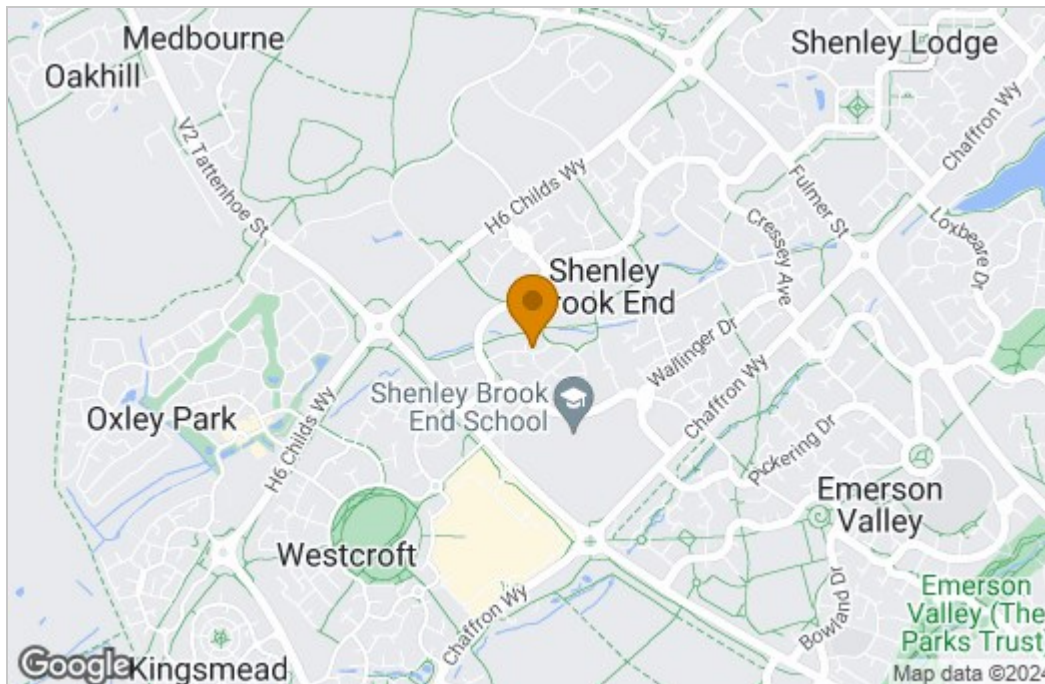 Medbourne
Oakhill
Shenley Lodge
V2 Tattenhoe St
H6 Childs Wy
Fulmer St
Chaffron Wy
Cressey Ave
Loxbeare Dr
Shenley
rook End
Wallinger Dr
Chaffron Wy
Shenley Brook
End School
Oxley Park
H6 Childs Wy
Pickering Dr
Emerson
Valley
Westcroft
Chaffron Wy
Bowland Dr
Emerson
Valley (The
Parks Trust)
Google
Kingsmead
Map data ©2024